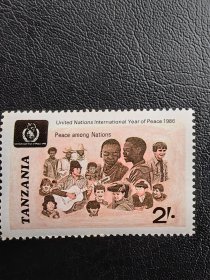 United Nations International Year of Peace 1986
Peace among Nations
TANZANIA
2/-